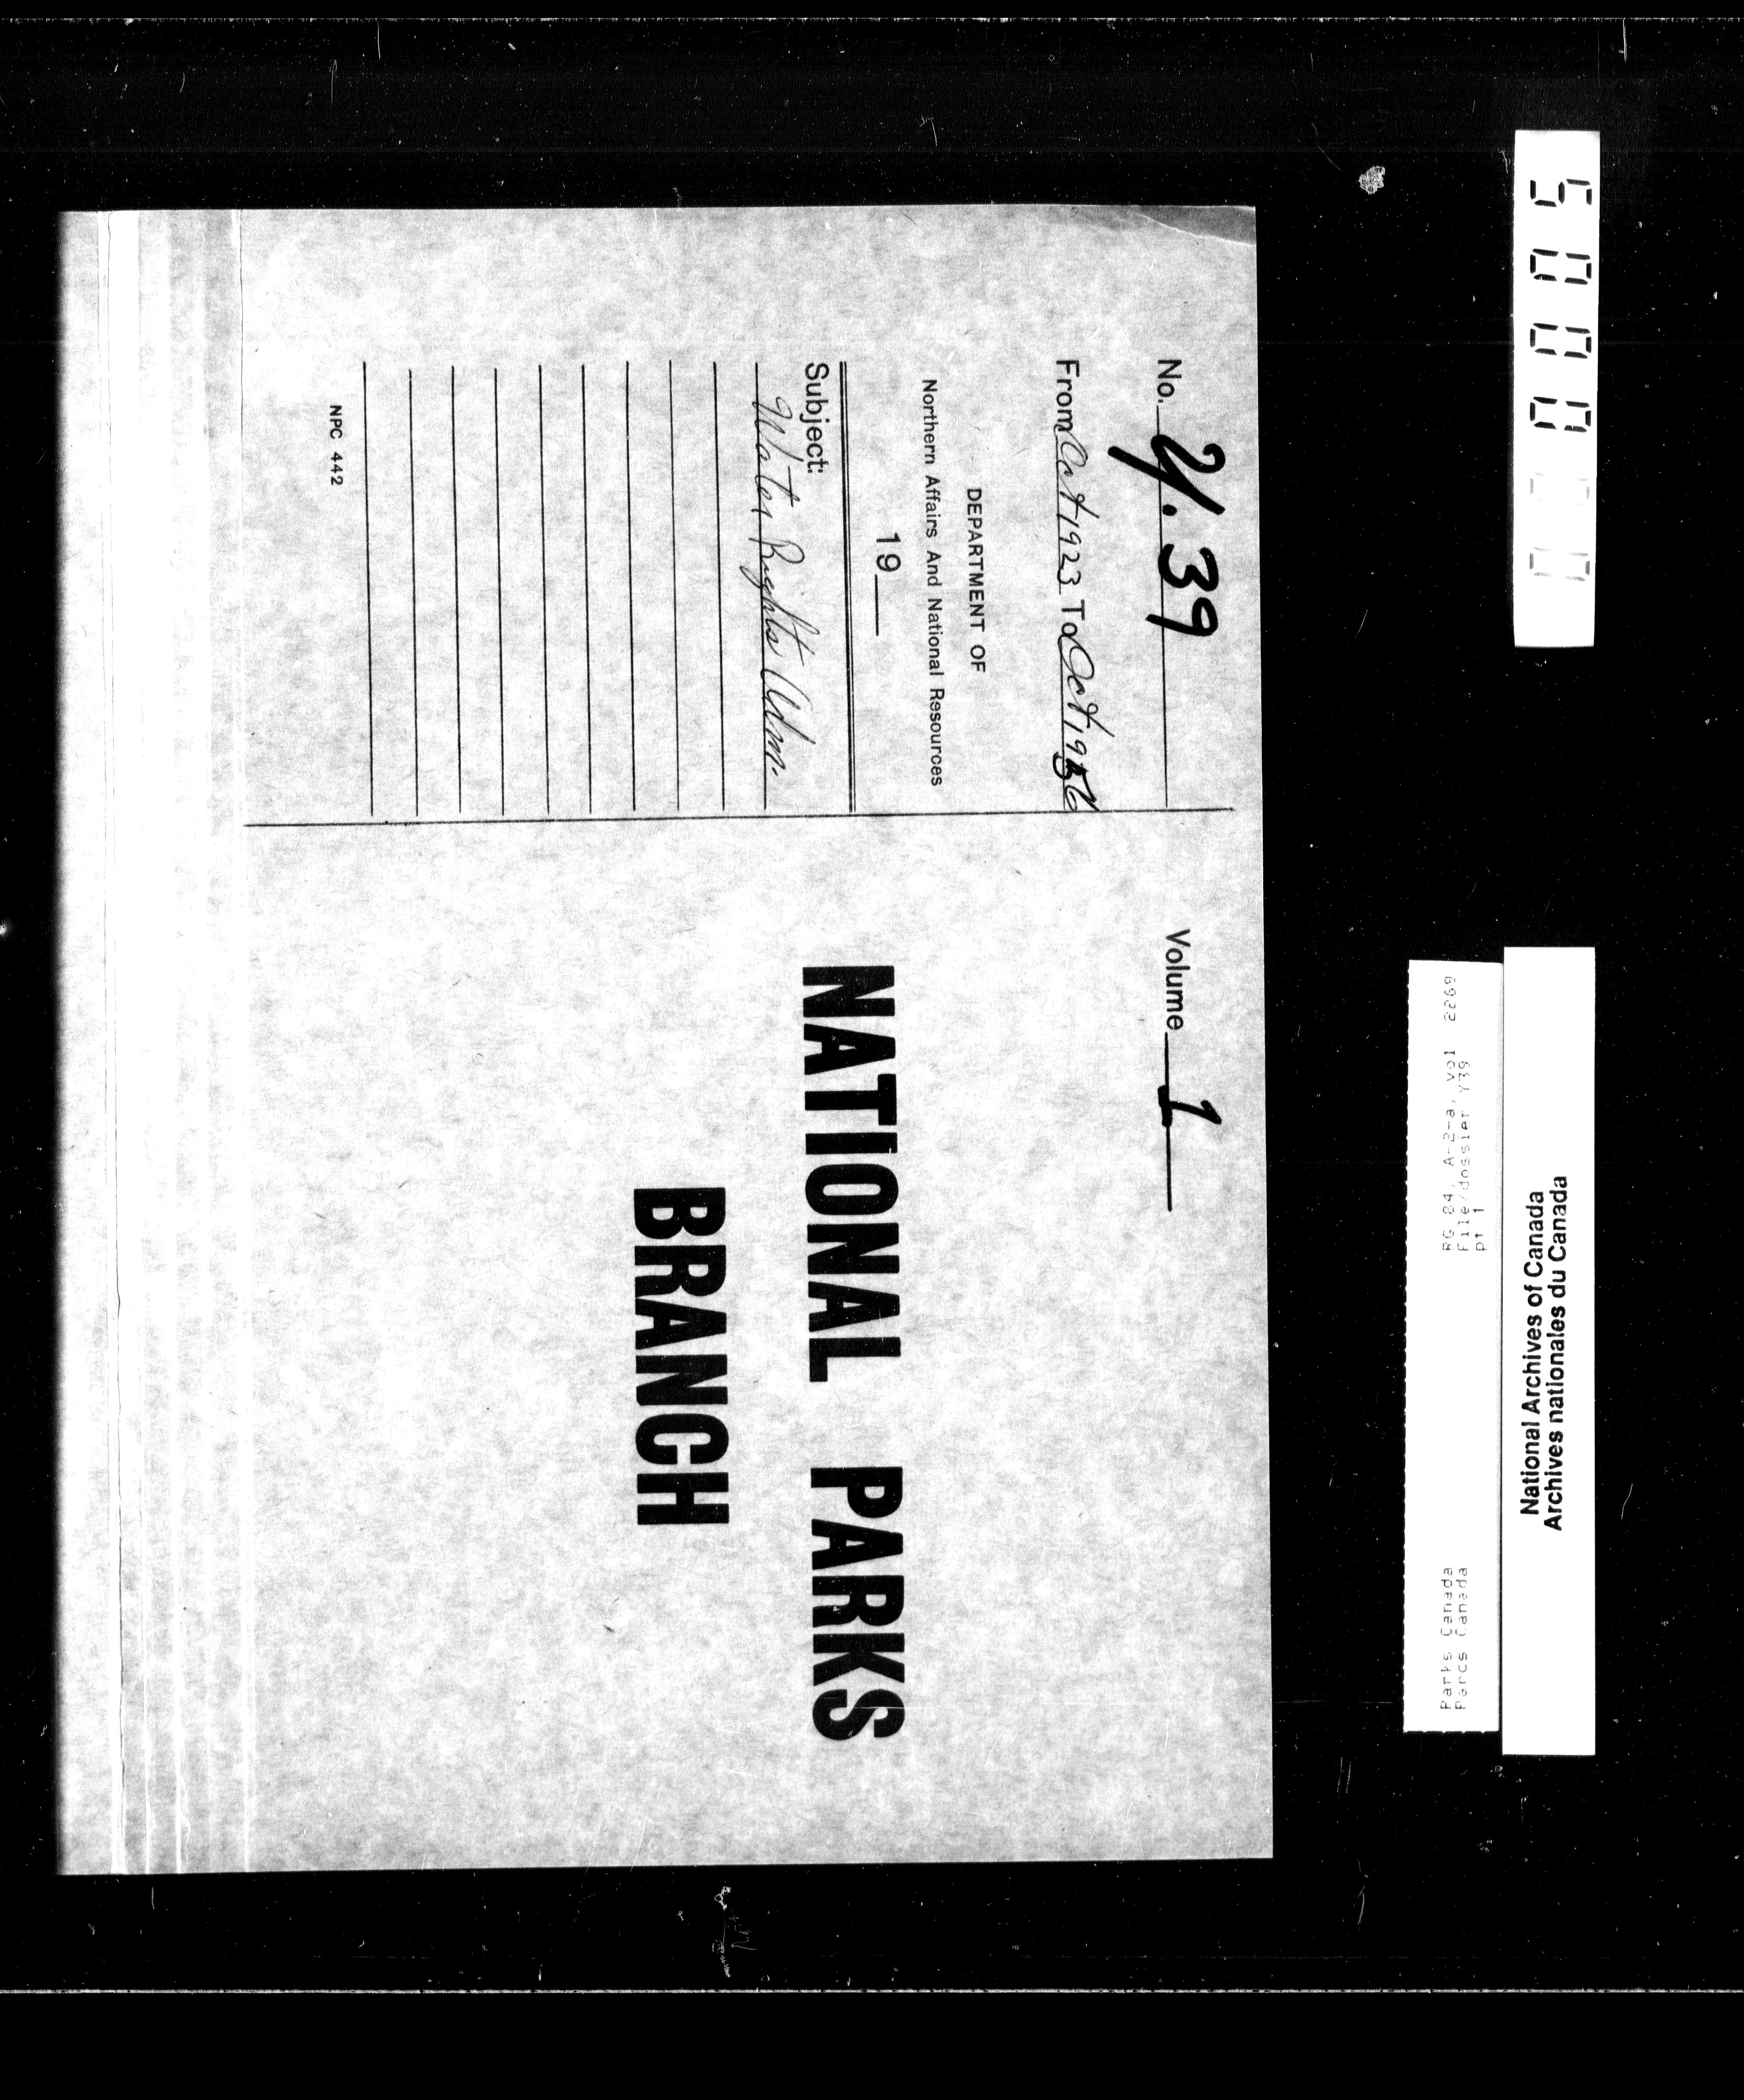 No. Y.39
Volume 1
From Oct 1923 To Oct 1956
DEPARTMENT OF
Northern Affairs And National Resources
19
Subject:
Water Rights Adm.
NPC 442
NATIONAL PARKS
BRANCH
National Archives of Canada
Archives nationales du Canada
RG 84, A-2-a, Vol 2269
File/dossier Y39
pt 1
Parks Canada
Parcs Canada